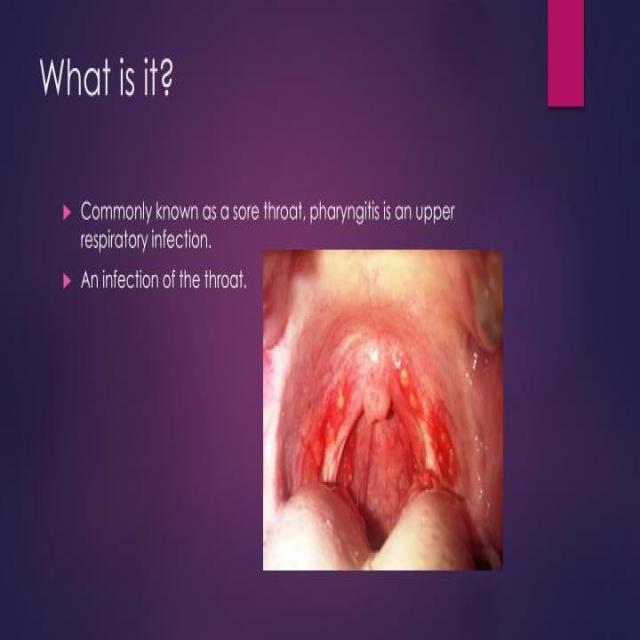 What is it?
Commonly known as a sore throat, pharyngitis is an upper
respiratory infection.
An infection of the throat.